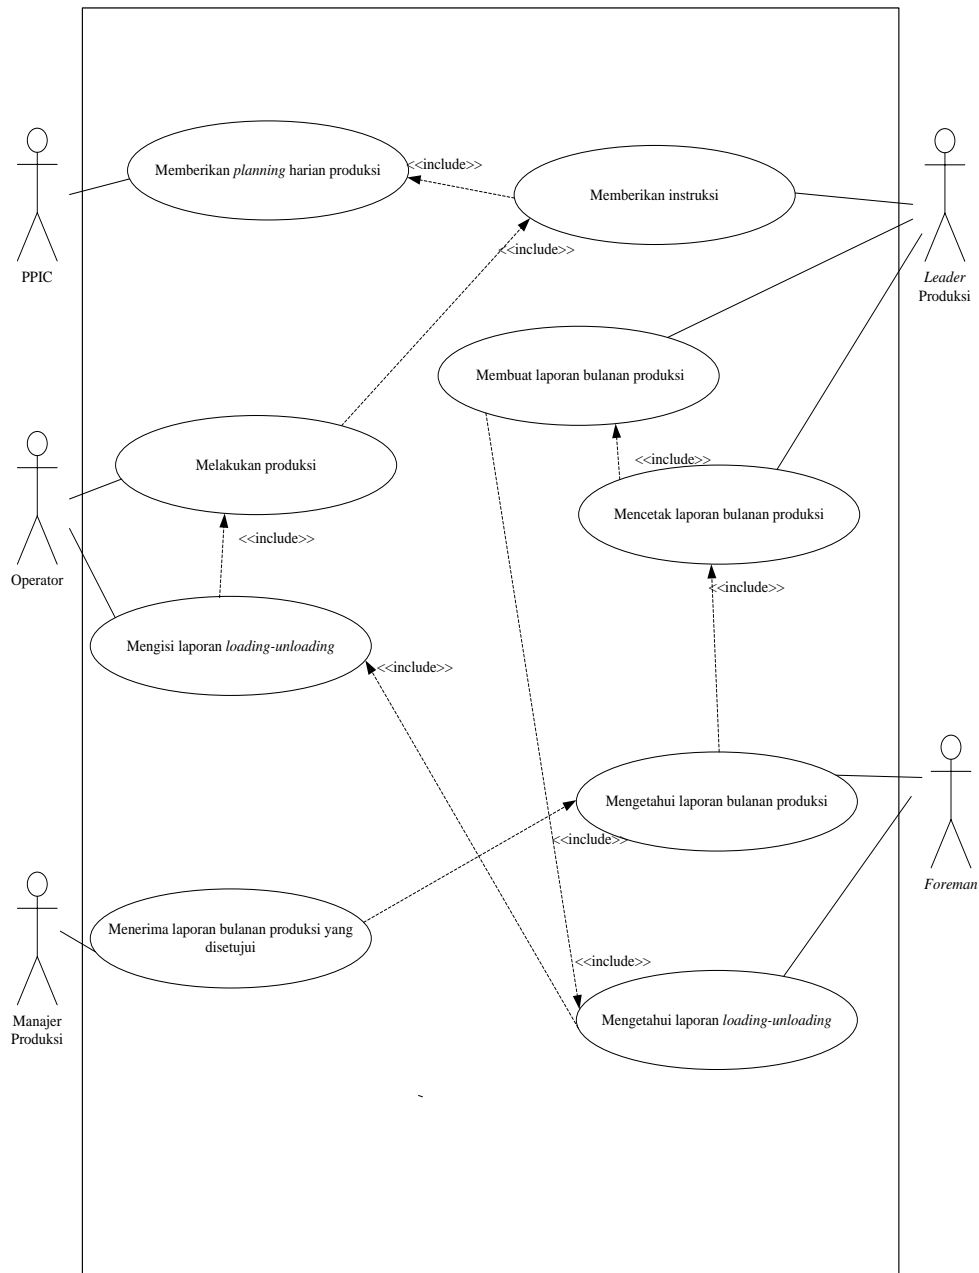 Memberikan planning harian produksi
<<include>>
Memberikan instruksi
<<include>>
PPIC
Leader
Produksi
Membuat laporan bulanan produksi
<<include>>
Melakukan produksi
Mencetak laporan bulanan produksi
<<include>>
Operator
<<include>>
Mengisi laporan loading-unloading
<<include>>
Mengetahui laporan bulanan produksi
<<include>>
Foreman
Menerima laporan bulanan produksi yang
disetujui
<<include>>
Manajer
Produksi
Mengetahui laporan loading-unloading